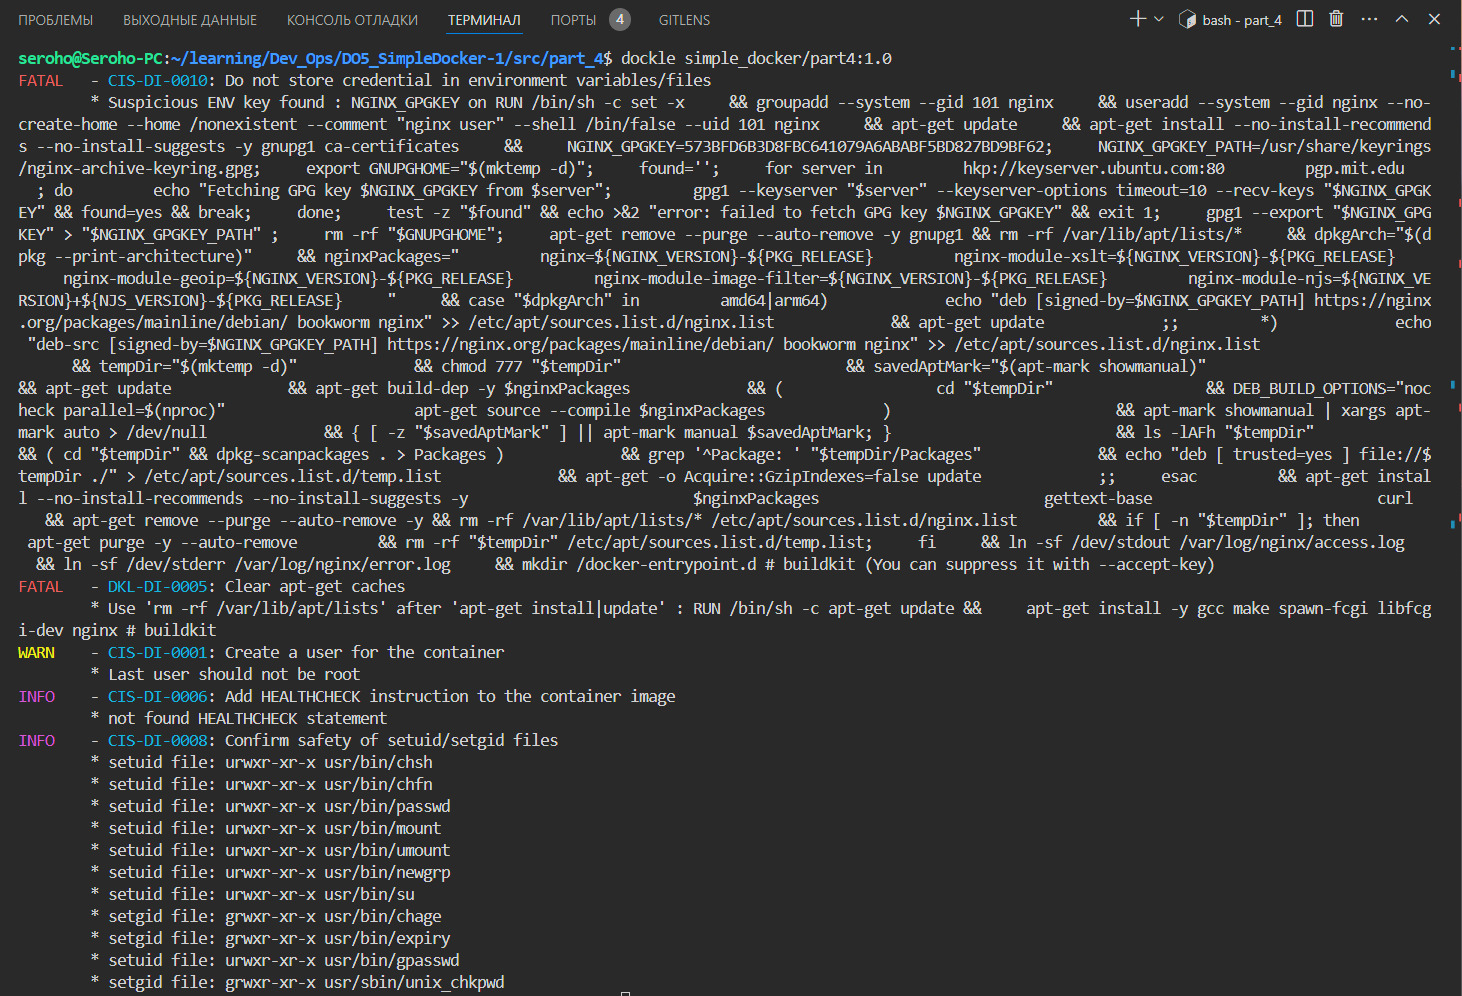 ПРОБЛЕМЫ ВЫХОДНЫЕ ДАННЫЕ КОНСОЛЬ ОТЛАДКИ ТЕРМИНАЛ ПОРТЫ 4 GITLENS bash - part_4
seroho@Seroho-PC:~/learning/Dev_Ops/DO5_SimpleDocker-1/src/part_4$ dockle simple_docker/part4:1.0
FATAL - CIS-DI-0010: Do not store credential in environment variables/files
* Suspicious ENV key found : NGINX_GPGKEY on RUN /bin/sh -c set -x && groupadd --system --gid 101 nginx && useradd --system --gid nginx --no-
create-home --home /nonexistent --comment "nginx user" --shell /bin/false --uid 101 nginx && apt-get update && apt-get install --no-install-recommend
s --no-install-suggests -y gnupg1 ca-certificates && NGINX_GPGKEY=573BFD6B3D8FBC641079A6ABABF5BD827BD9BF62; NGINX_GPGKEY_PATH=/usr/share/keyrings
/nginx-archive-keyring.gpg; export GNUPGHOME="$(mktemp -d)"; found=''; for server in hkp://keyserver.ubuntu.com:80 pgp.mit.edu
; do echo "Fetching GPG key $NGINX_GPGKEY from $server"; gpg1 --keyserver "$server" --keyserver-options timeout=10 --recv-keys "$NGINX_GPGK
EY" && found=yes && break; done; test -z "$found" && echo >&2 "error: failed to fetch GPG key $NGINX_GPGKEY" && exit 1; gpg1 --export "$NGINX_GPG
KEY" > "$NGINX_GPGKEY_PATH" ; rm -rf "$GNUPGHOME"; apt-get remove --purge --auto-remove -y gnupg1 && rm -rf /var/lib/apt/lists/* && dpkgArch="$(d
pkg --print-architecture)" && nginxPackages=" nginx=${NGINX_VERSION}-${PKG_RELEASE} nginx-module-xslt=${NGINX_VERSION}-${PKG_RELEASE}
nginx-module-geoip=${NGINX_VERSION}-${PKG_RELEASE} nginx-module-image-filter=${NGINX_VERSION}-${PKG_RELEASE} nginx-module-njs=${NGINX_VE
RSION}+${NJS_VERSION}-${PKG_RELEASE} " && case "$dpkgArch" in amd64|arm64) echo "deb [signed-by=$NGINX_GPGKEY_PATH] https://nginx
.org/packages/mainline/debian/ bookworm nginx" >> /etc/apt/sources.list.d/nginx.list && apt-get update ;; *) echo
"deb-src [signed-by=$NGINX_GPGKEY_PATH] https://nginx.org/packages/mainline/debian/ bookworm nginx" >> /etc/apt/sources.list.d/nginx.list
&& tempDir="$(mktemp -d)" && chmod 777 "$tempDir" && savedAptMark="$(apt-mark showmanual)"
&& apt-get update && apt-get build-dep -y $nginxPackages && ( cd "$tempDir" && DEB_BUILD_OPTIONS="noc
heck parallel=$(nproc)" apt-get source --compile $nginxPackages ) && apt-mark showmanual | xargs apt-
mark auto > /dev/null && { [ -z "$savedAptMark" ] || apt-mark manual $savedAptMark; } && ls -lAFh "$tempDir"
&& ( cd "$tempDir" && dpkg-scanpackages . > Packages ) && grep '^Package: ' "$tempDir/Packages" && echo "deb [ trusted=yes ] file://$
tempDir ./" > /etc/apt/sources.list.d/temp.list && apt-get -o Acquire::GzipIndexes=false update ;; esac && apt-get instal
l --no-install-recommends --no-install-suggests -y $nginxPackages gettext-base curl
&& apt-get remove --purge --auto-remove -y && rm -rf /var/lib/apt/lists/* /etc/apt/sources.list.d/nginx.list && if [ -n "$tempDir" ]; then
apt-get purge -y --auto-remove && rm -rf "$tempDir" /etc/apt/sources.list.d/temp.list; fi && ln -sf /dev/stdout /var/log/nginx/access.log
&& ln -sf /dev/stderr /var/log/nginx/error.log && mkdir /docker-entrypoint.d # buildkit (You can suppress it with --accept-key)
FATAL - DKL-DI-0005: Clear apt-get caches
* Use 'rm -rf /var/lib/apt/lists' after 'apt-get install|update' : RUN /bin/sh -c apt-get update && apt-get install -y gcc make spawn-fcgi libfcg
i-dev nginx # buildkit
WARN - CIS-DI-0001: Create a user for the container
* Last user should not be root
INFO - CIS-DI-0006: Add HEALTHCHECK instruction to the container image
* not found HEALTHCHECK statement
INFO - CIS-DI-0008: Confirm safety of setuid/setgid files
* setuid file: urwxr-xr-x usr/bin/chsh
* setuid file: urwxr-xr-x usr/bin/chfn
* setuid file: urwxr-xr-x usr/bin/passwd
* setuid file: urwxr-xr-x usr/bin/mount
* setuid file: urwxr-xr-x usr/bin/umount
* setuid file: urwxr-xr-x usr/bin/newgrp
* setuid file: urwxr-xr-x usr/bin/su
* setgid file: grwxr-xr-x usr/bin/chage
* setgid file: grwxr-xr-x usr/bin/expiry
* setuid file: urwxr-xr-x usr/bin/gpasswd
* setgid file: grwxr-xr-x usr/sbin/unix_chkpwd